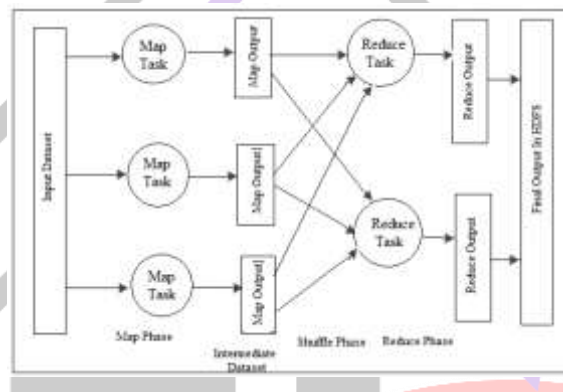 Input Dataset
Map
Task
Map Output
Reduce
Task
Reduce Output
Map
Task
Map Output
Reduce
Task
Reduce Output
Map
Task
Map Output
Final Output In HDFS
Map Phase
Intermediate
Dataset
Shuffle Phase
Reduce Phase